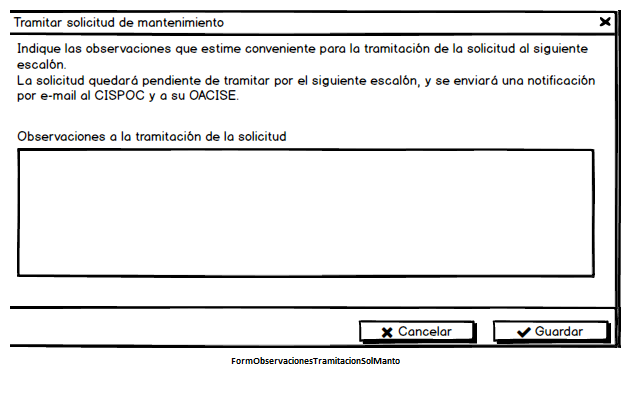 Tramitar solicitud de mantenimiento
Indique las observaciones que estime conveniente para la tramitación de la solicitud al siguiente
escalón.
La solicitud quedará pendiente de tramitar por el siguiente escalón, y se enviará una notificación
por e-mail al CISPOC y a su OACISE.
Observaciones a la tramitación de la solicitud
Cancelar
Guardar
FormObservacionesTramitacionSolManto